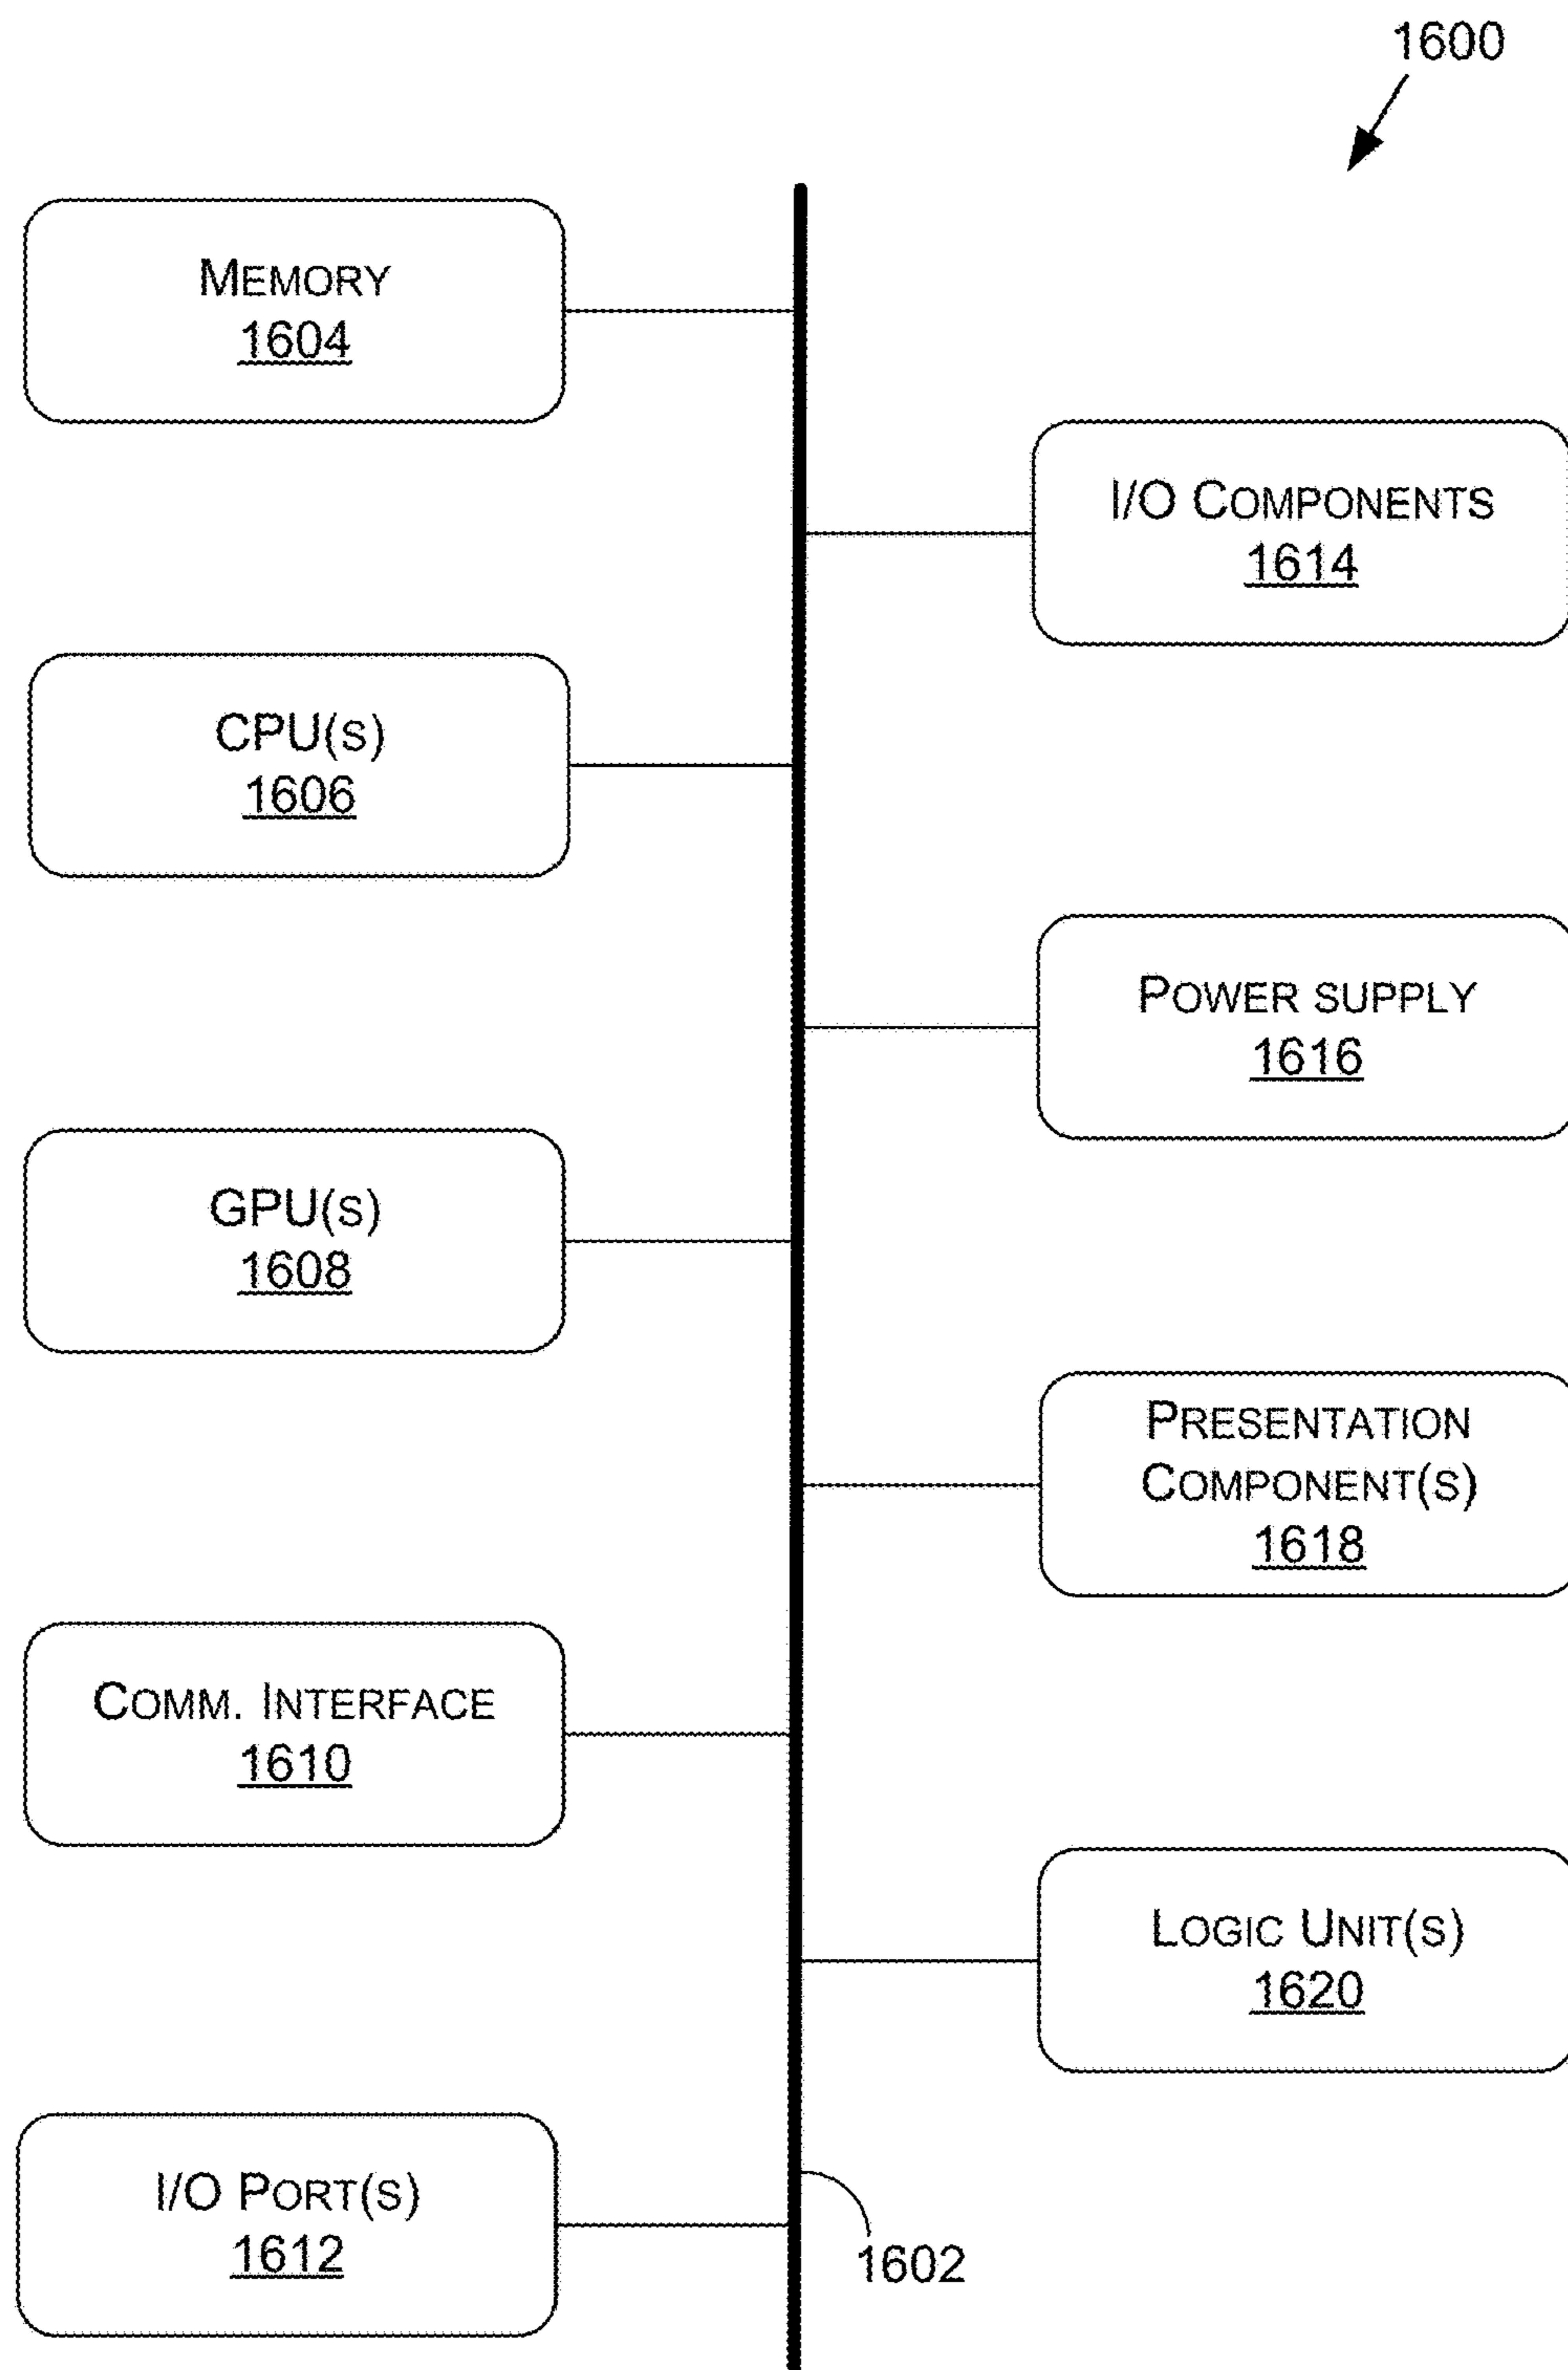 1600
MEMORY
1604
I/O COMPONENTS
1614
CPU(S)
1606
POWER SUPPLY
1616
GPU(S)
1608
PRESENTATION
COMPONENT(S)
1618
COMM. INTERFACE
1610
LOGIC UNIT(S)
1620
I/O PORT(S)
1612
1602